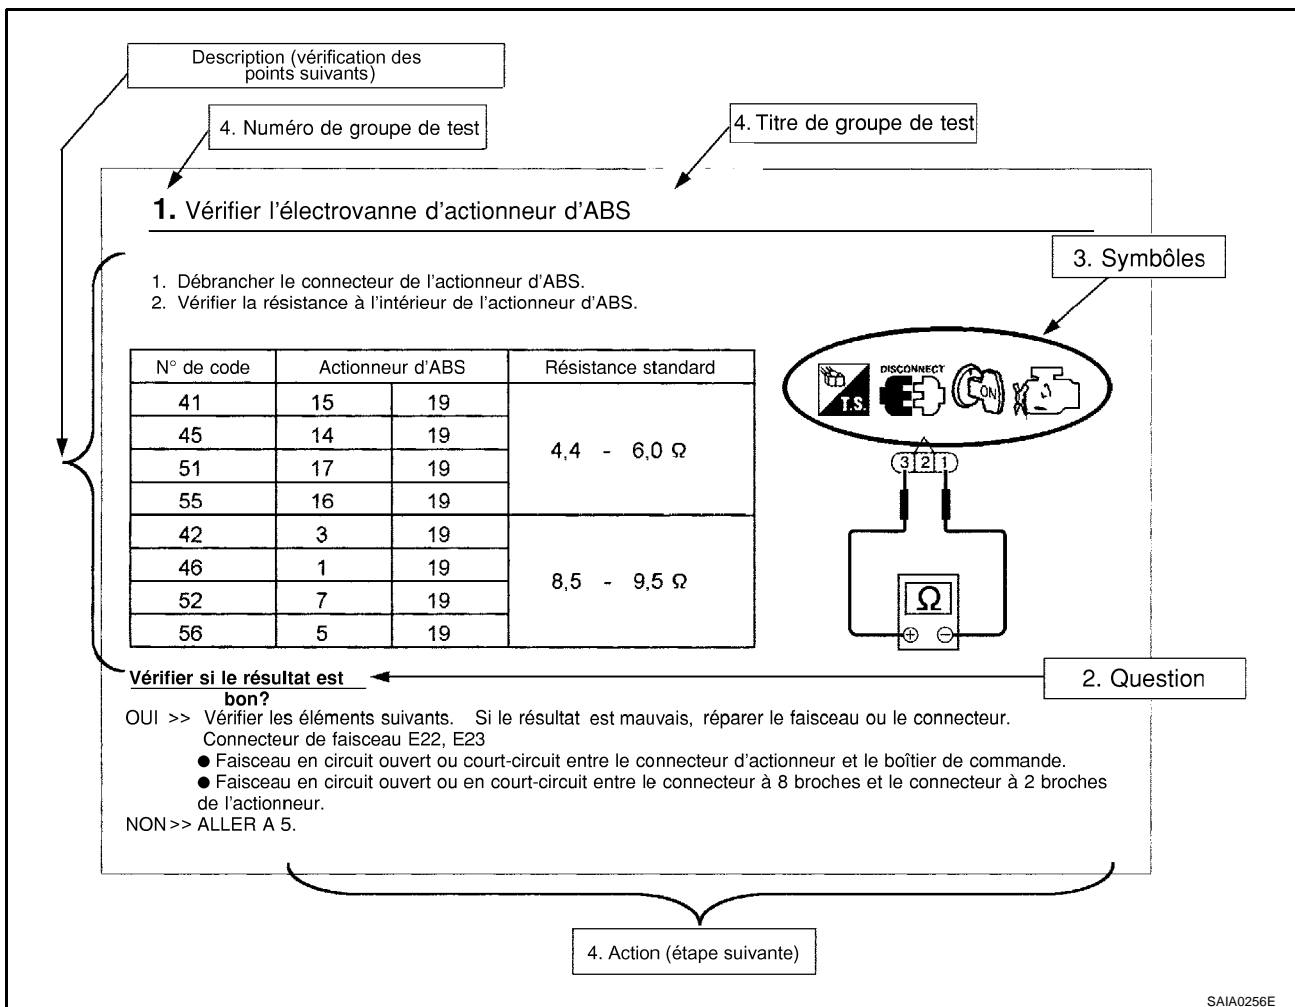 Description (vérification des
points suivants)
4. Numéro de groupe de test
4. Titre de groupe de test
1. Vérifier l'électrovanne d'actionneur d'ABS
3. Symbôles
1. Débrancher le connecteur de l'actionneur d'ABS.
2. Vérifier la résistance à l'intérieur de l'actionneur d'ABS.
N° de code Actionneur d'ABS Résistance standard
41 15 19
45 14 19
4,4 - 6,0 Ω
51 17 19
55 16 19
42 3 19
46 1 19
8,5 - 9,5 Ω
52 7 19
56 5 19
DISCONNECT
T.S.
ON
3 2 1
Ω
+ −
Vérifier si le résultat est
bon?
2. Question
OUI >> Vérifier les éléments suivants. Si le résultat est mauvais, réparer le faisceau ou le connecteur.
Connecteur de faisceau E22, E23
● Faisceau en circuit ouvert ou court-circuit entre le connecteur d'actionneur et le boîtier de commande.
● Faisceau en circuit ouvert ou en court-circuit entre le connecteur à 8 broches et le connecteur à 2 broches
de l'actionneur.
NON >> ALLER A 5.
4. Action (étape suivante)
SAIA0256E